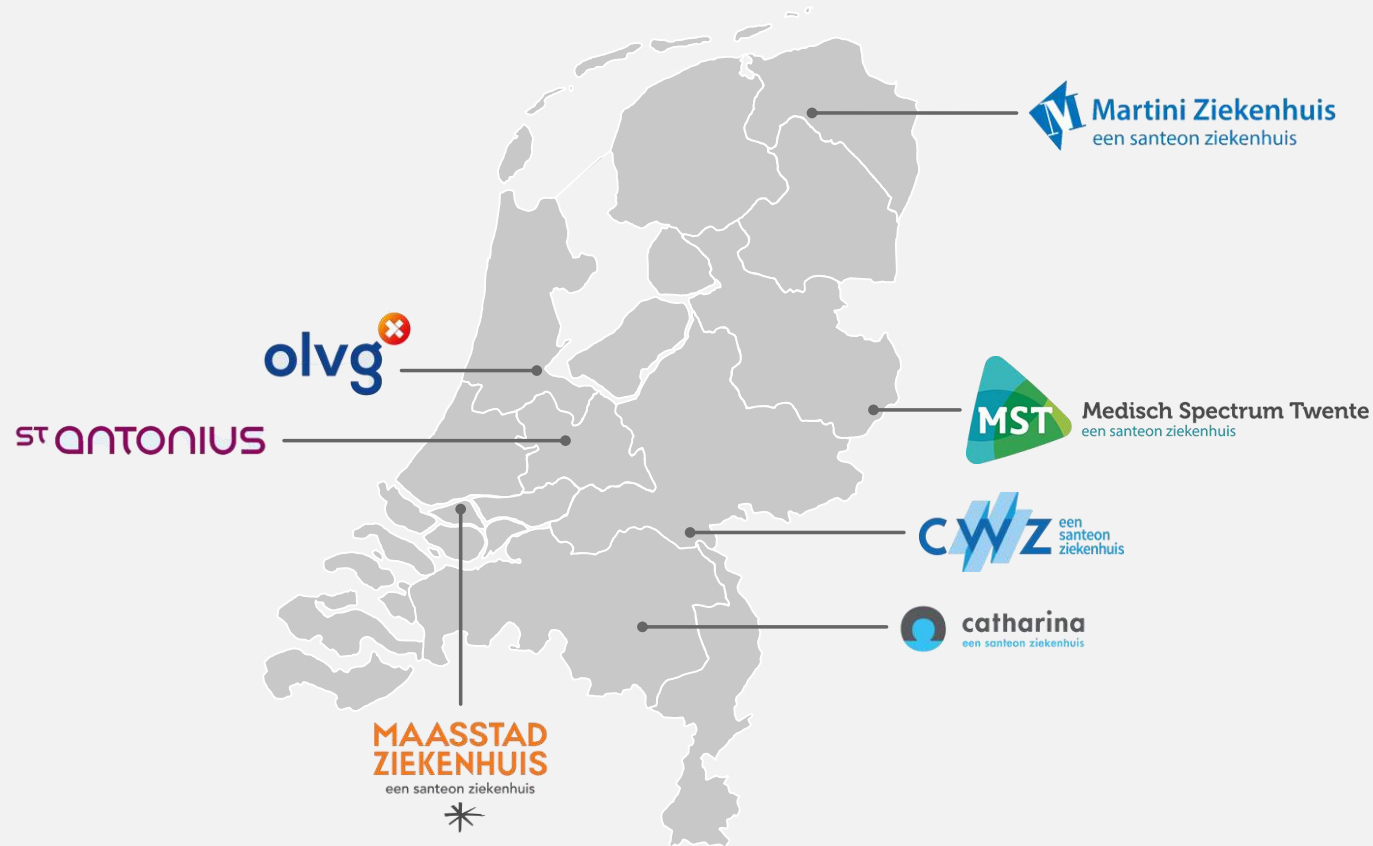 Martini Ziekenhuis
een santeon ziekenhuis
olvg
ST ANTONIUS
MST
Medisch Spectrum Twente
een santeon ziekenhuis
CWZ
een
santeon
ziekenhuis
catharina
een santeon ziekenhuis
MAASSTAD
ZIEKENHUIS
een santeon ziekenhuis